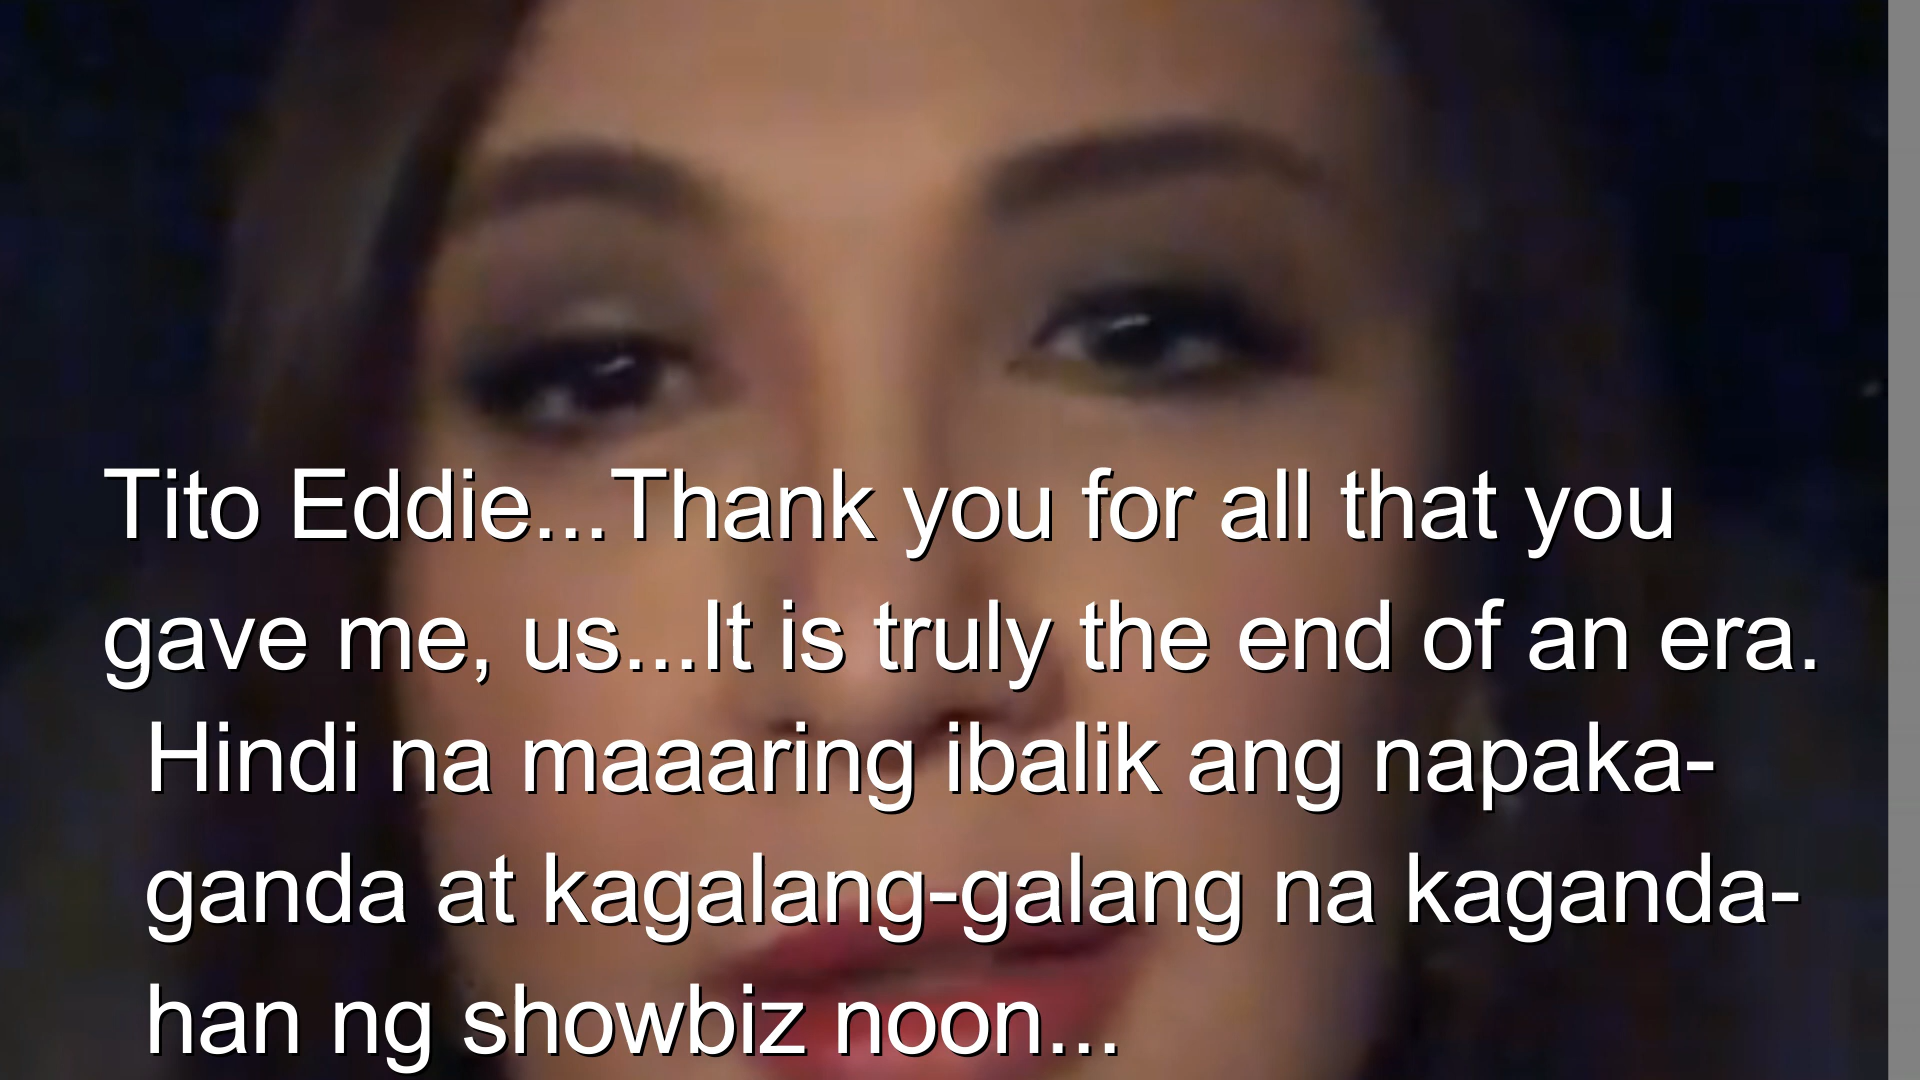 Tito Eddie...Thank you for all that you
gave me, us...It is truly the end of an era.
Hindi na maaaring ibalik ang napaka-
ganda at kagalang-galang na kaganda-
han ng showbiz noon...